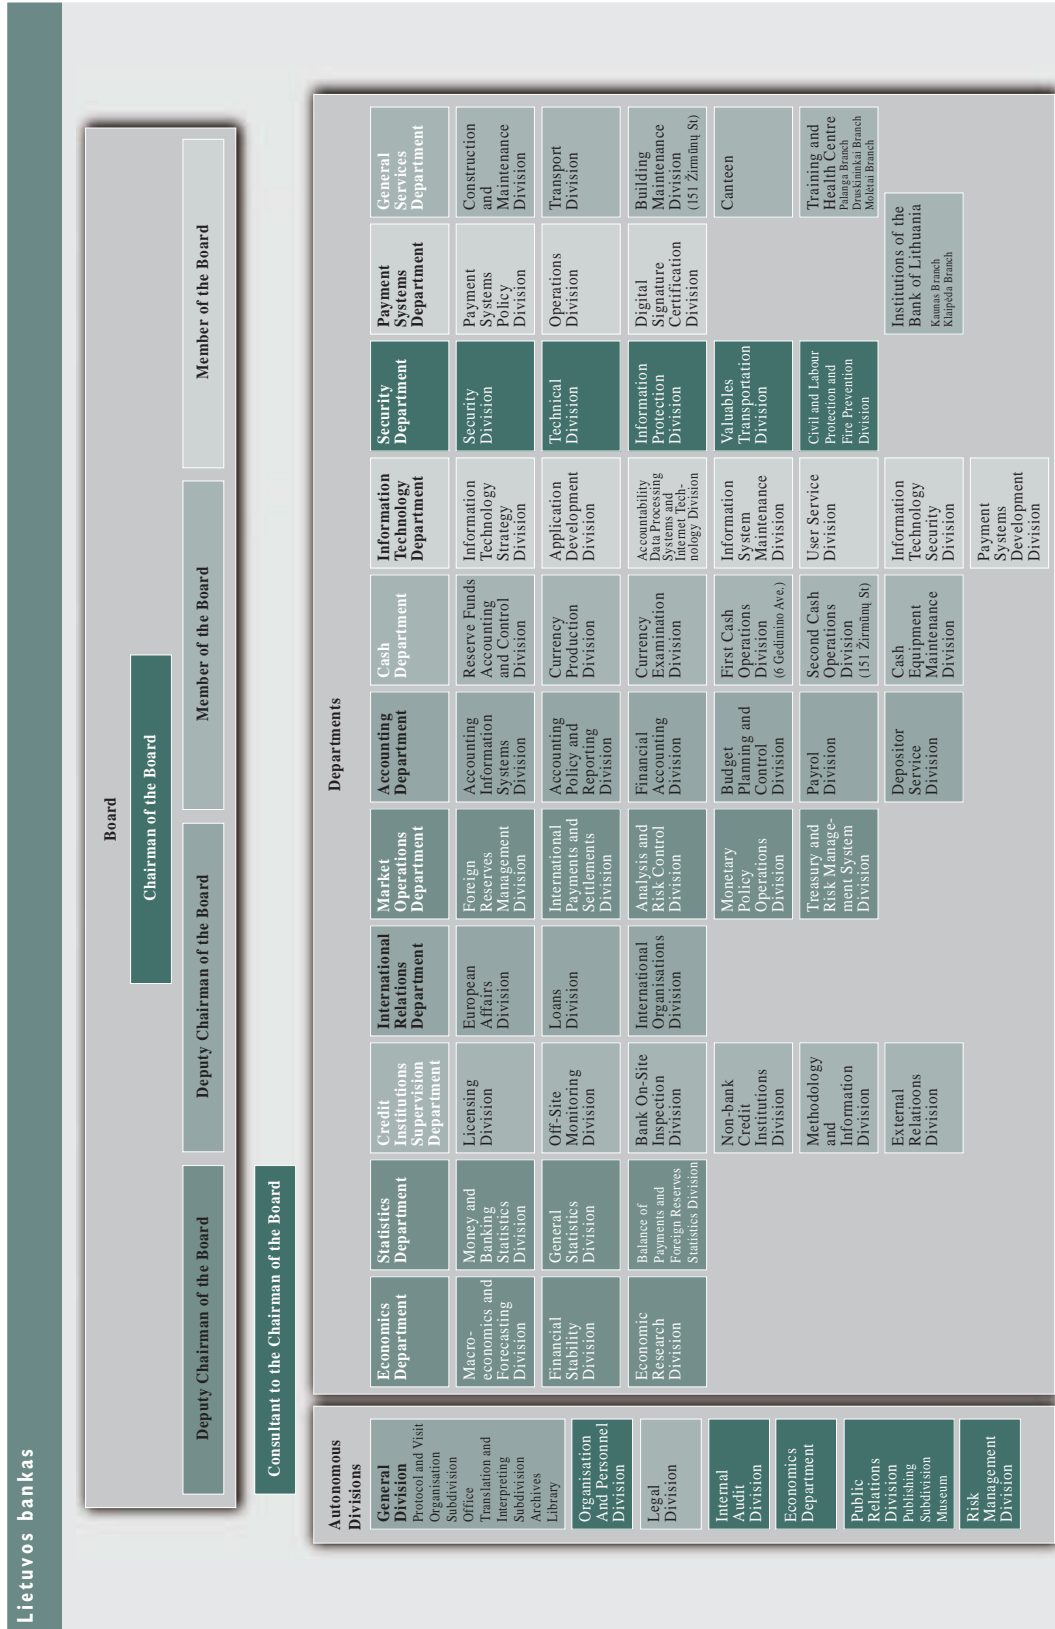 Lietuvos bankas
Board
Chairman of the Board
Deputy Chairman of the Board
Deputy Chairman of the Board
Member of the Board
Member of the Board
Consultant to the Chairman of the Board
Autonomous
Divisions
General
Division
Protocol and Visit
Organisation
Subdivision
Office
Translation and
Interpreting
Subdivision
Archives
Library
Organisation
And Personnel
Division
Legal
Division
Internal
Audit
Division
Economics
Department
Public
Relations
Division
Publishing
Subdivision
Museum
Risk
Management
Division
Departments
Economics
Department
Macro-
economics and
Forecasting
Division
Financial
Stability
Division
Economic
Research
Division
Statistics
Department
Money and
Banking
Statistics
Division
General
Statistics
Division
Balance of
Payments and
Foreign Reserves
Statistics Division
Credit
Institutions
Supervision
Department
Licensing
Division
Off-Site
Monitoring
Division
Bank On-Site
Inspection
Division
Non-bank
Credit
Institutions
Division
Methodology
and
Information
Division
External
Relatioons
Division
International
Relations
Department
European
Affairs
Division
Loans
Division
International
Organisations
Division
Market
Operations
Department
Foreign
Reserves
Management
Division
International
Payments and
Settlements
Division
Analysis and
Risk Control
Division
Monetary
Policy
Operations
Division
Treasury and
Risk Manage-
ment System
Division
Accounting
Department
Accounting
Information
Systems
Division
Accounting
Policy and
Reporting
Division
Financial
Accounting
Division
Budget
Planning and
Control
Division
Payrol
Division
Depositor
Service
Division
Cash
Department
Reserve Funds
Accounting
and Control
Division
Currency
Production
Division
Currency
Examination
Division
First Cash
Operations
Division
(6 Gedimino Ave.)
Second Cash
Operations
Division
(151 Žirmūnų St)
Cash
Equipment
Maintenance
Division
Information
Technology
Department
Information
Technology
Strategy
Division
Application
Development
Division
Accountability
Data Processing
Systems and
Internet Tech-
nology Division
Information
System
Maintenance
Division
User Service
Division
Information
Technology
Security
Division
Payment
Systems
Development
Division
Security
Department
Security
Division
Technical
Division
Information
Protection
Division
Valuables
Transportation
Division
Civil and Labour
Protection and
Fire Prevention
Division
Payment
Systems
Department
Payment
Systems
Policy
Division
Operations
Division
Digital
Signature
Certification
Division
General
Services
Department
Construction
and
Maintenance
Division
Transport
Division
Building
Maintenance
Division
(151 Žirmūnų St)
Canteen
Training and
Health Centre
Palanga Branch
Druskininkai Branch
Molėtai Branch
Institutions of the
Bank of Lithuania
Kaunas Branch
Klaipėda Branch